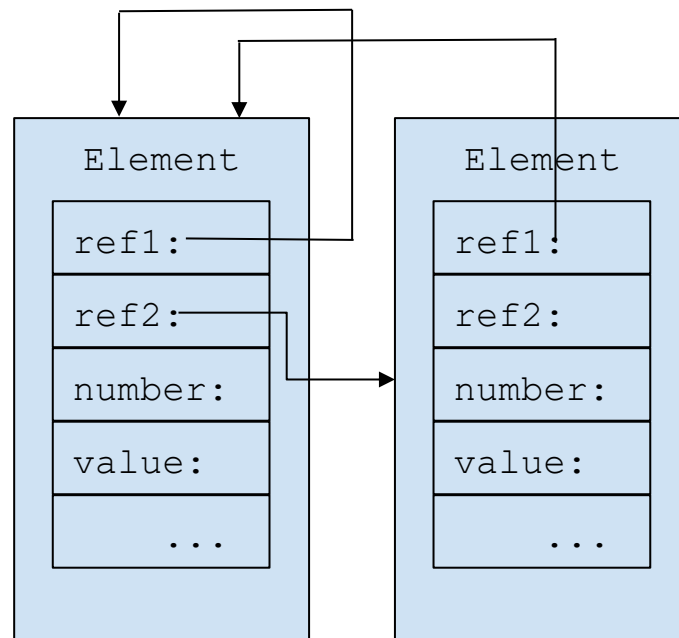 Element
ref1:
ref2:
number:
value:
...
Element
ref1:
ref2:
number:
value:
...